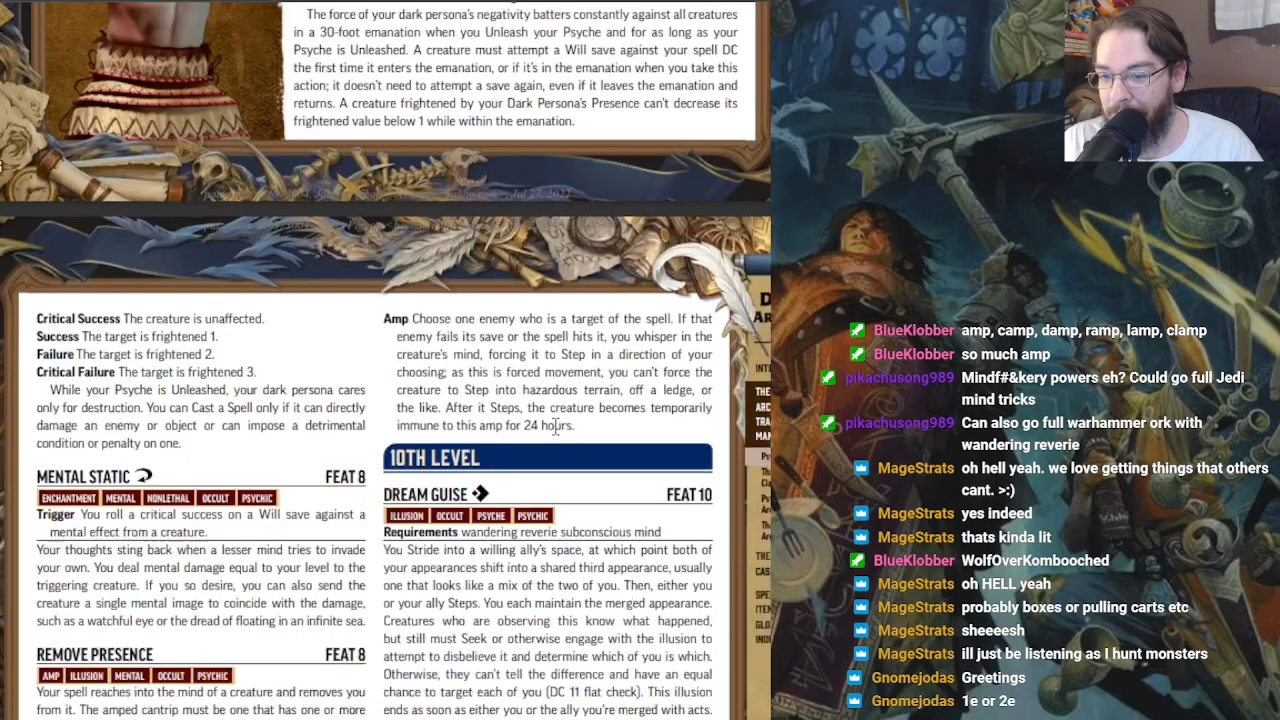 The force of your dark persona's negativity batters constantly against all creatures
in a 30-foot emanation when you Unleash your Psyche and for as long as your
Psyche is Unleashed. A creature must attempt a Will save against your spell DC
the first time it enters the emanation, or if it's in the emanation when you take this
action; it doesn't need to attempt a save again, even if it leaves the emanation and
returns. A creature frightened by your Dark Persona's Presence can't decrease its
frightened value below 1 while within the emanation.
Critical Success The creature is unaffected.
Success The target is frightened 1.
Failure The target is frightened 2.
Critical Failure The target is frightened 3.
While your Psyche is Unleashed, your dark persona cares
only for destruction. You can Cast a Spell only if it can directly
damage an enemy or object or can impose a detrimental
condition or penalty on one.
MENTAL STATIC FEAT 8
ENCHANTMENT MENTAL NONLETHAL OCCULT PSYCHIC
Trigger You roll a critical success on a Will save against a
mental effect from a creature.
Your thoughts sting back when a lesser mind tries to invade
your own. You deal mental damage equal to your level to the
triggering creature. If you so desire, you can also send the
creature a single mental image to coincide with the damage,
such as a watchful eye or the dread of floating in an infinite sea.
REMOVE PRESENCE FEAT 8
AMP ILLUSION MENTAL OCCULT PSYCHIC
Your spell reaches into the mind of a creature and removes you
from it. The amped cantrip must be one that has one or more
Amp Choose one enemy who is a target of the spell. If that
enemy fails its save or the spell hits it, you whisper in the
creature's mind, forcing it to Step in a direction of your
choosing; as this is forced movement, you can't force the
creature to Step into hazardous terrain, off a ledge, or
the like. After it Steps, the creature becomes temporarily
immune to this amp for 24 hours.
10TH LEVEL
DREAM GUISE FEAT 10
ILLUSION OCCULT PSYCHE PSYCHIC
Requirements wandering reverie subconscious mind
You Stride into a willing ally's space, at which point both of
your appearances shift into a shared third appearance, usually
one that looks like a mix of the two of you. Then, either you
or your ally Steps. You each maintain the merged appearance.
Creatures who are observing this know what happened,
but still must Seek or otherwise engage with the illusion to
attempt to disbelieve it and determine which of you is which.
Otherwise, they can't tell the difference and have an equal
chance to target each of you (DC 11 flat check). This illusion
ends as soon as either you or the ally you're merged with acts.
BlueKlobber amp, camp, damp, ramp, lamp, clamp
BlueKlobber so much amp
pikachusong989 Mindf#&kery powers eh? Could go full Jedi
mind tricks
pikachusong989 Can also go full warhammer ork with
wandering reverie
MageStrats oh hell yeah. we love getting things that others
cant. >:)
MageStrats yes indeed
MageStrats thats kinda lit
BlueKlobber WolfOverKombooched
MageStrats oh HELL yeah
MageStrats probably boxes or pulling carts etc
MageStrats sheeeesh
MageStrats ill just be listening as I hunt monsters
Gnomejodas Greetings
Gnomejodas 1e or 2e